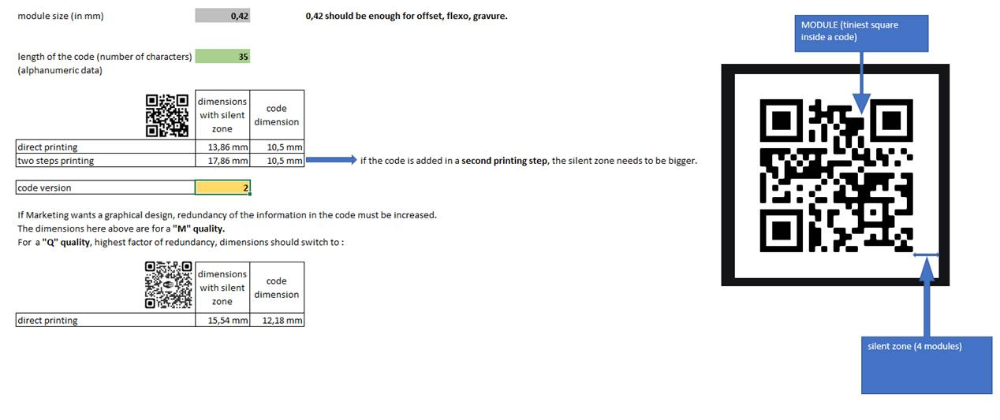 module size (in mm) 0,42 0,42 should be enough for offset, flexo, gravure.
MODULE (tiniest square
inside a code)
length of the code (number of characters) 35
(alphanumeric data)
dimensions
with silent
zone
code
dimension
direct printing 13,86 mm 10,5 mm
two steps printing 17,86 mm 10,5 mm if the code is added in a second printing step, the silent zone needs to be bigger.
code version 2
If Marketing wants a graphical design, redundancy of the information in the code must be increased.
The dimensions here above are for a "M" quality.
For a "Q" quality, highest factor of redundancy, dimensions should switch to :
dimensions
with silent
zone
code
dimension
direct printing 15,54 mm 12,18 mm
silent zone (4 modules)